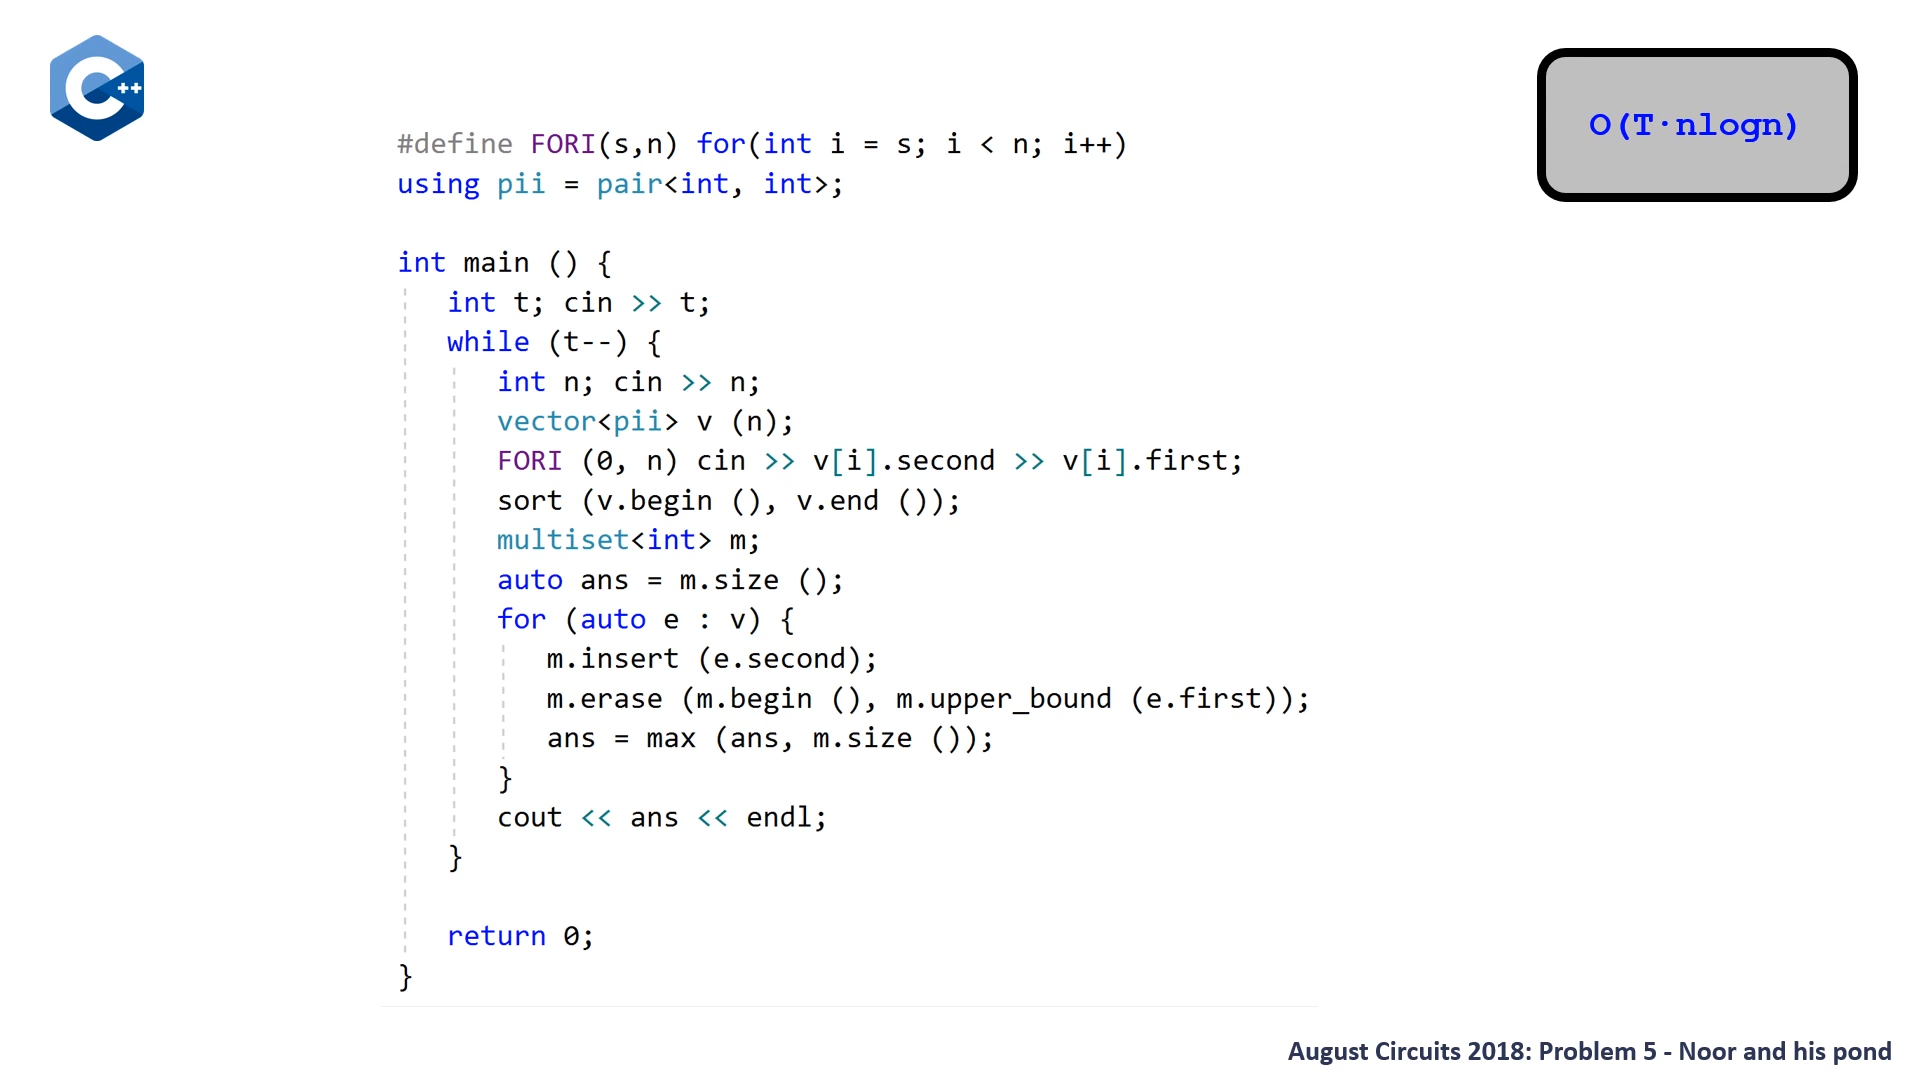 C++
O(T·nlogn)
#define FORI(s,n) for(int i = s; i < n; i++)
using pii = pair<int, int>;
int main () {
int t; cin >> t;
while (t--) {
int n; cin >> n;
vector<pii> v (n);
FORI (0, n) cin >> v[i].second >> v[i].first;
sort (v.begin (), v.end ());
multiset<int> m;
auto ans = m.size ();
for (auto e : v) {
m.insert (e.second);
m.erase (m.begin (), m.upper_bound (e.first));
ans = max (ans, m.size ());
}
cout << ans << endl;
}
return 0;
}
August Circuits 2018: Problem 5 - Noor and his pond